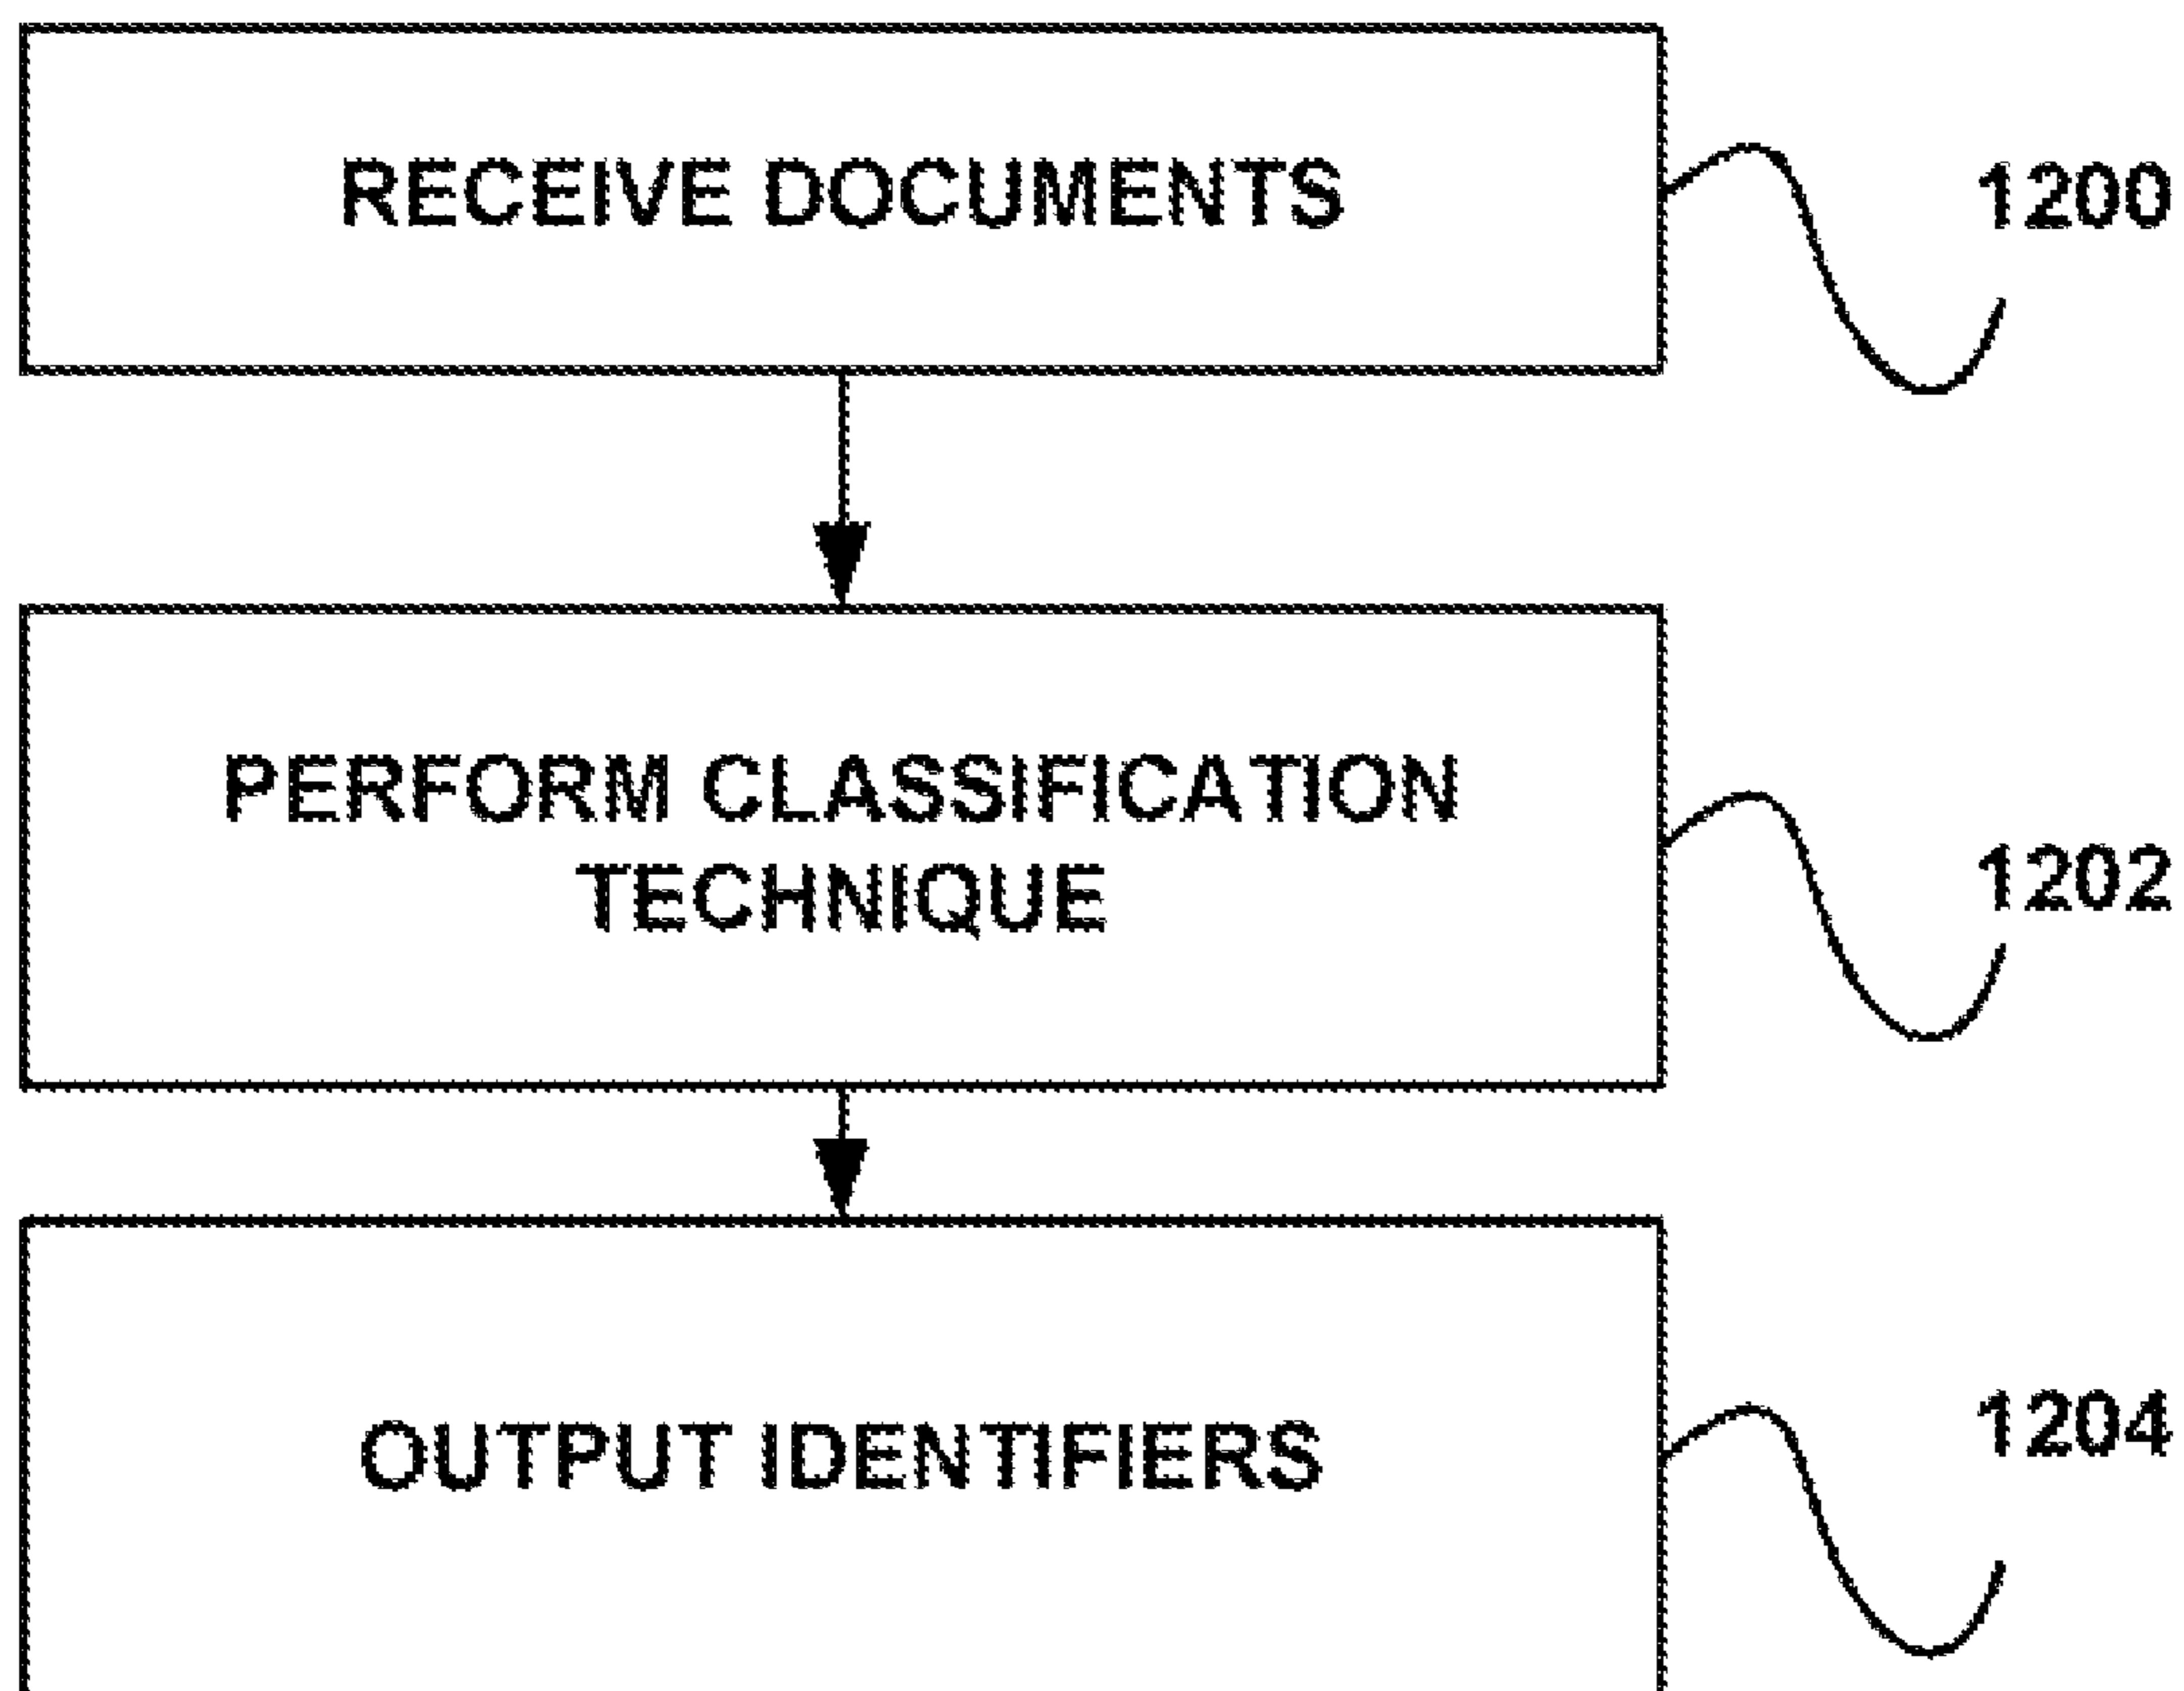 RECEIVE DOCUMENTS
1200
PERFORM CLASSIFICATION
TECHNIQUE
1202
OUTPUT IDENTIFIERS
1204